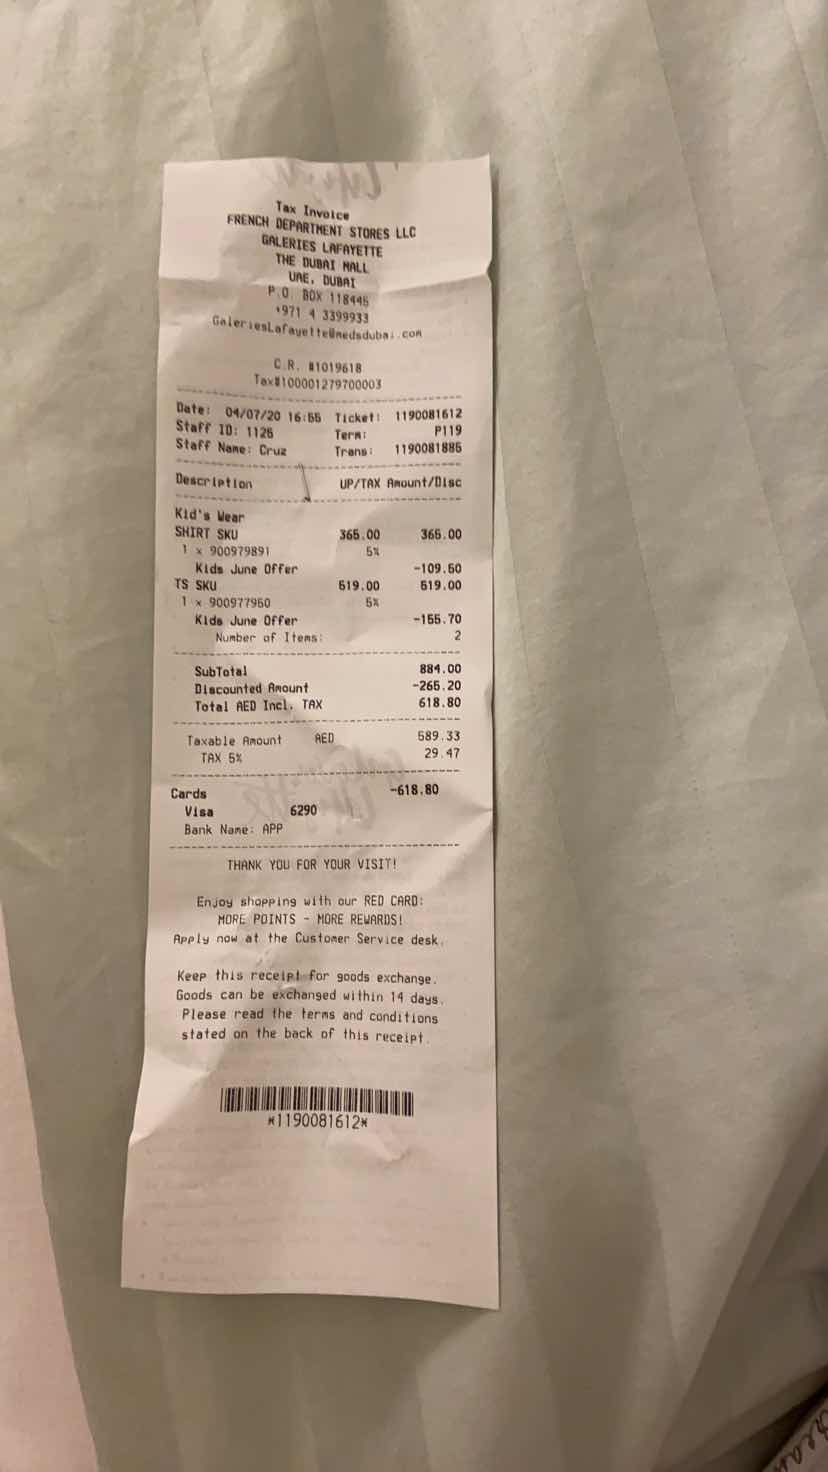 Tax Invoice
FRENCH DEPARTMENT STORES LLC
GALERIES LAFAYETTE
THE DUBAI MALL
UAE, DUBAI
P.O. BOX 118445
+971 4 3399933
GaleriesLafayette@medsdubai.com
C.R. #1019618
Tax#100001279700003
Date: 04/07/20 16:55 Ticket: 1190081612
Staff ID: 1125 Term: P119
Staff Name: Cruz Trans: 1190081885
Description UP/TAX Amount/Disc
Kid's Wear
SHIRT SKU 365.00 365.00
1 x 900979891 5%
Kids June Offer -109.50
TS SKU 519.00 519.00
1 x 900977950 5%
Kids June Offer -155.70
Number of Items: 2
SubTotal 884.00
Discounted Amount -265.20
Total AED Incl. TAX 618.80
Taxable Amount AED 589.33
TAX 5% 29.47
Cards -618.80
Visa 6290
Bank Name: APP
THANK YOU FOR YOUR VISIT!
Enjoy shopping with our RED CARD:
MORE POINTS - MORE REWARDS!
Apply now at the Customer Service desk.
Keep this receipt for goods exchange.
Goods can be exchanged within 14 days.
Please read the terms and conditions
stated on the back of this receipt.
*1190081612*